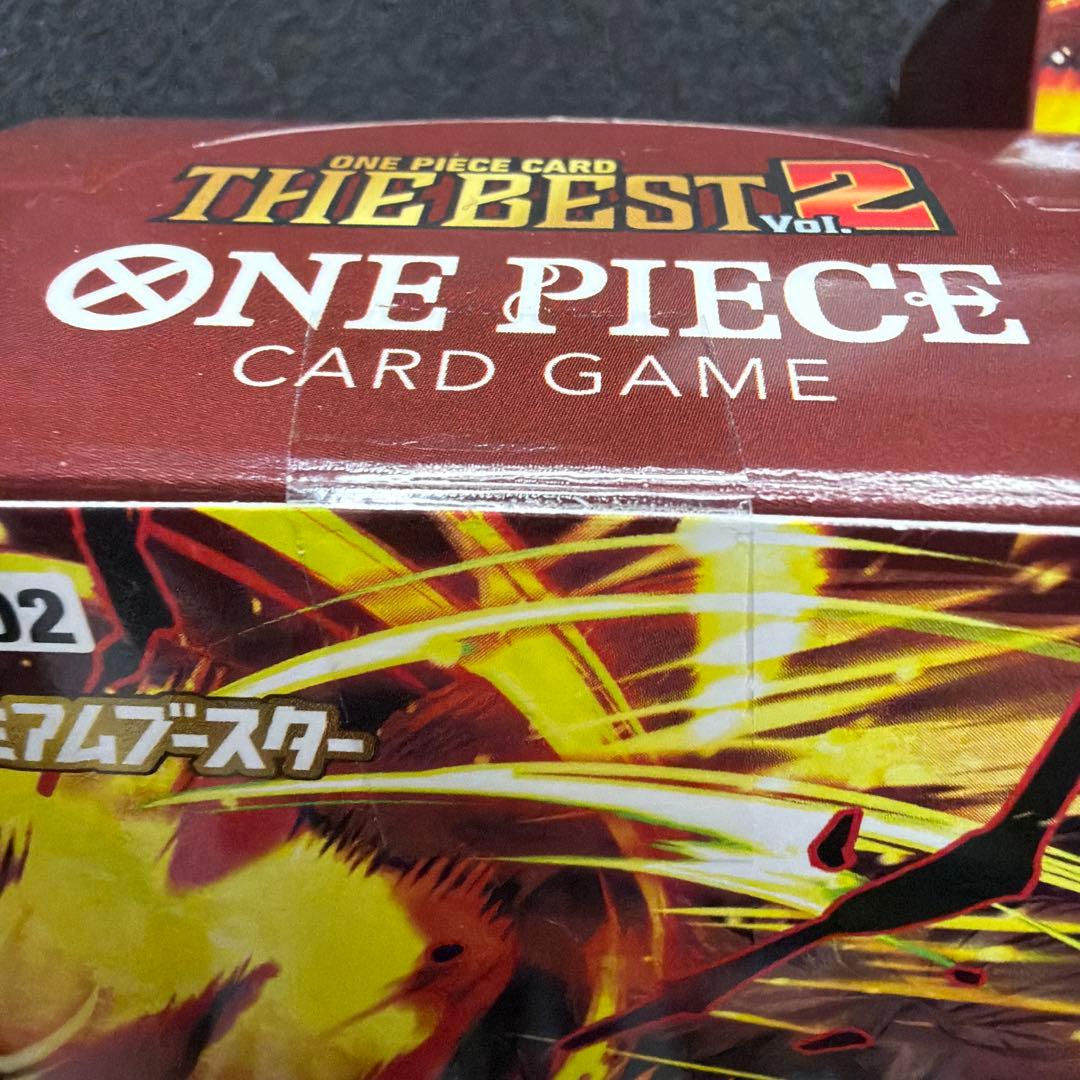 ONE PIECE CARD
THE BEST
Vol.2
ONE PIECE
CARD GAME
02
ミアムブースター